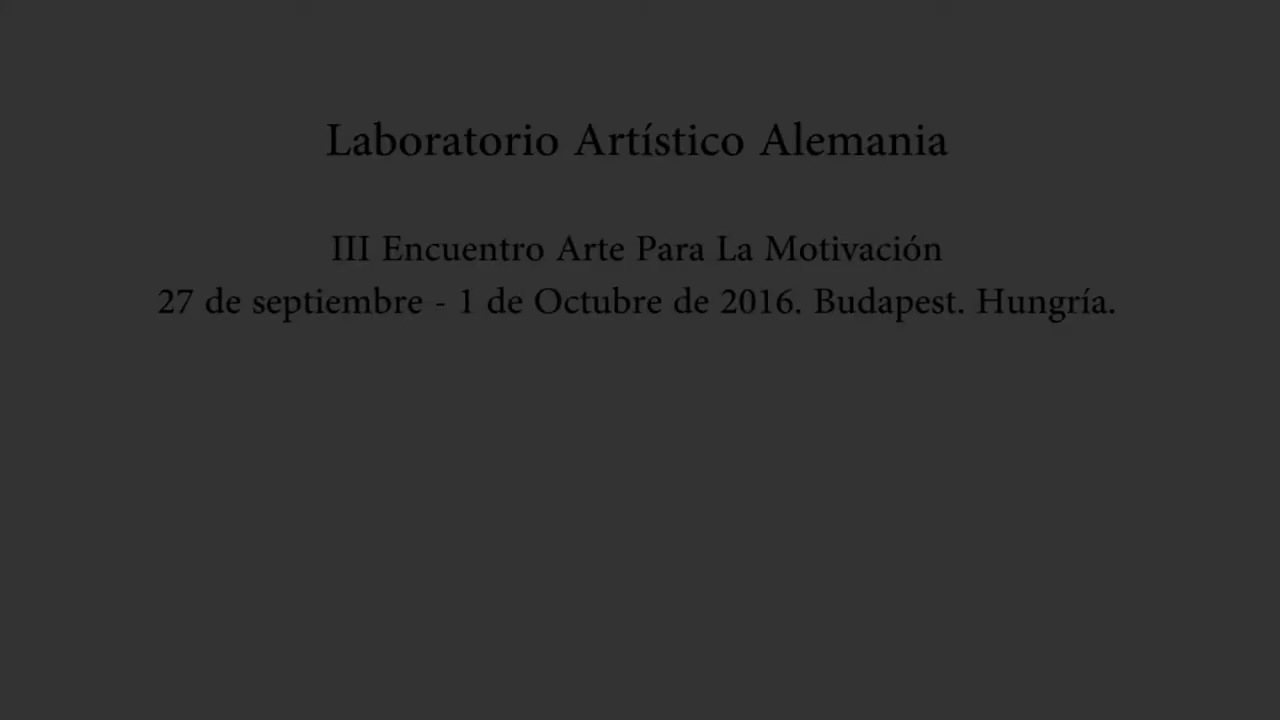 Laboratorio Artístico Alemania
III Encuentro Arte Para La Motivación
27 de septiembre - 1 de Octubre de 2016. Budapest. Hungría.